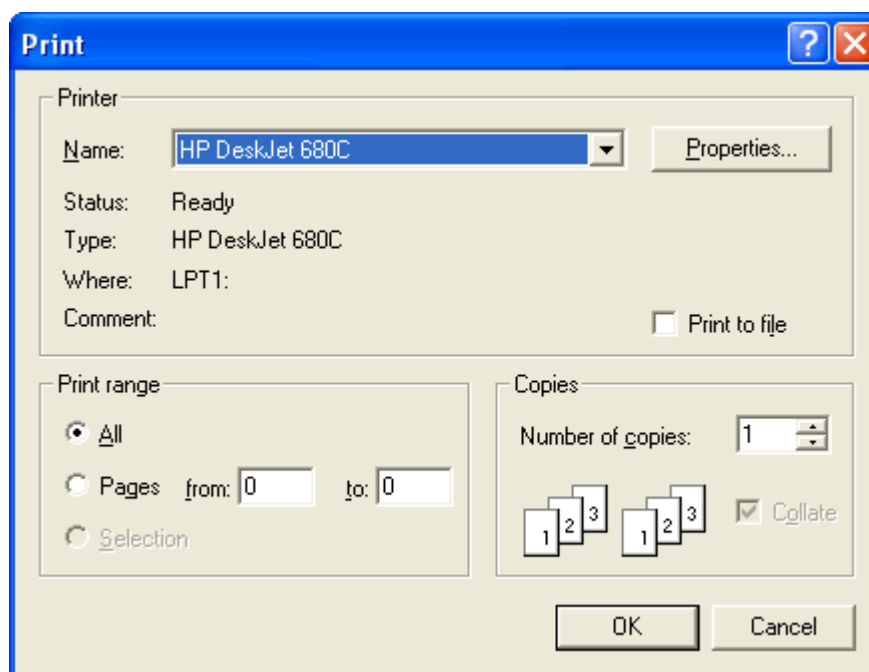 Print
Printer
Name: HP DeskJet 680C Properties...
Status: Ready
Type: HP DeskJet 680C
Where: LPT1:
Comment: Print to file
Print range
All
Pages from: 0 to: 0
Selection
Copies
Number of copies: 1
1 2 3 1 2 3 Collate
OK Cancel